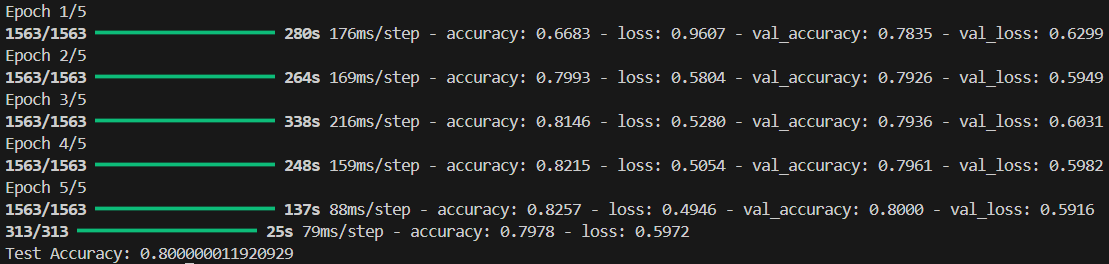 Epoch 1/5
1563/1563 ━━━━━━━━━━━━━━━━━━━━ 280s 176ms/step - accuracy: 0.6683 - loss: 0.9607 - val_accuracy: 0.7835 - val_loss: 0.6299
Epoch 2/5
1563/1563 ━━━━━━━━━━━━━━━━━━━━ 264s 169ms/step - accuracy: 0.7993 - loss: 0.5804 - val_accuracy: 0.7926 - val_loss: 0.5949
Epoch 3/5
1563/1563 ━━━━━━━━━━━━━━━━━━━━ 338s 216ms/step - accuracy: 0.8146 - loss: 0.5280 - val_accuracy: 0.7936 - val_loss: 0.6031
Epoch 4/5
1563/1563 ━━━━━━━━━━━━━━━━━━━━ 248s 159ms/step - accuracy: 0.8215 - loss: 0.5054 - val_accuracy: 0.7961 - val_loss: 0.5982
Epoch 5/5
1563/1563 ━━━━━━━━━━━━━━━━━━━━ 137s 88ms/step - accuracy: 0.8257 - loss: 0.4946 - val_accuracy: 0.8000 - val_loss: 0.5916
313/313 ━━━━━━━━━━━━━━━━━━━━ 25s 79ms/step - accuracy: 0.7978 - loss: 0.5972
Test Accuracy: 0.800000011920929